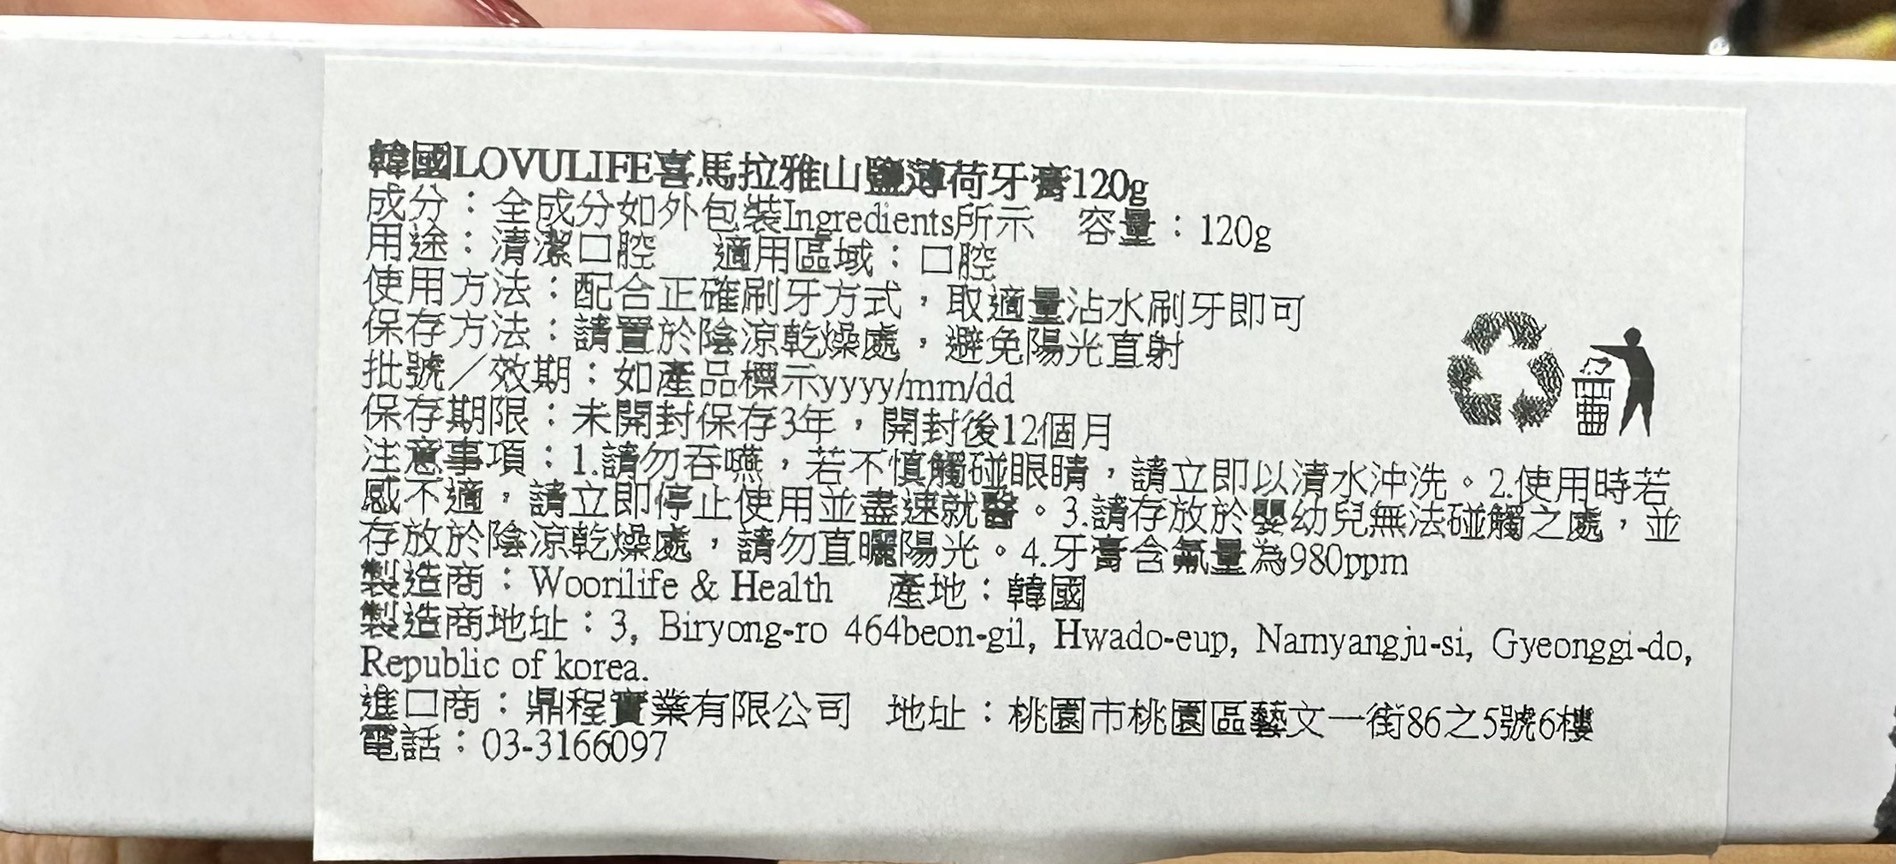 韓國LOVULIFE喜馬拉雅山鹽薄荷牙膏120g
成分：全成分如外包裝Ingredients所示　容量：120g
用途：清潔口腔　適用區域：口腔
使用方法：配合正確刷牙方式，取適量沾水刷牙即可
保存方法：請置於陰涼乾燥處，避免陽光直射
批號／效期：如產品標示yyyy/mm/dd
保存期限：未開封保存3年，開封後12個月
注意事項：1.請勿吞嚥，若不慎觸碰眼睛，請立即以清水沖洗。2.使用時若
感不適，請立即停止使用並盡速就醫。3.請存放於嬰幼兒無法碰觸之處，並
存放於陰涼乾燥處，請勿直曬陽光。4.牙膏含氟量為980ppm
製造商：Woorilife & Health　產地：韓國
製造商地址：3, Biryong-ro 464beon-gil, Hwado-eup, Namyangju-si, Gyeonggi-do,
Republic of korea.
進口商：鼎程實業有限公司　地址：桃園市桃園區藝文一街86之5號6樓
電話：03-3166097